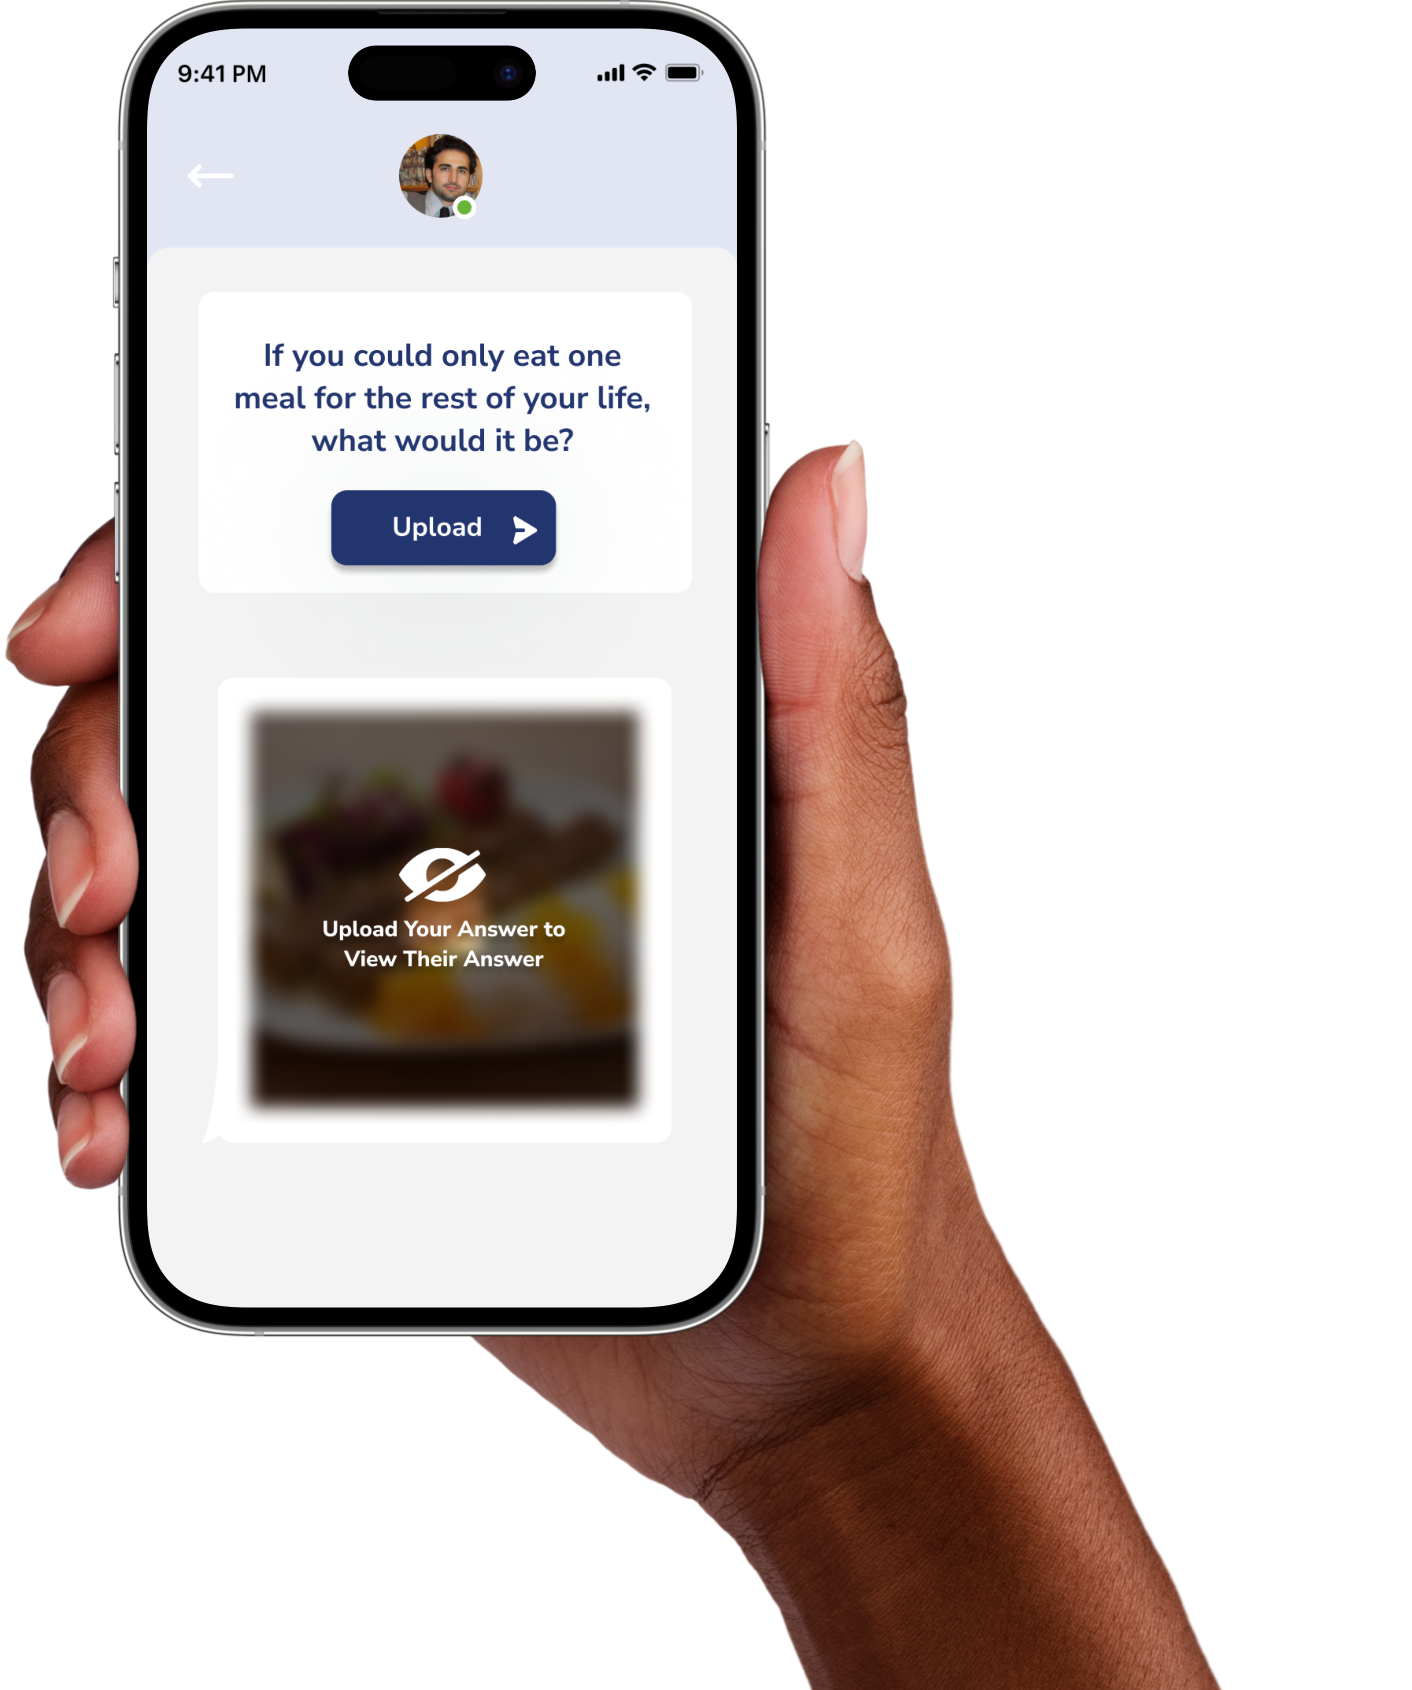 9:41 PM
If you could only eat one
meal for the rest of your life,
what would it be?
Upload
Upload Your Answer to
View Their Answer